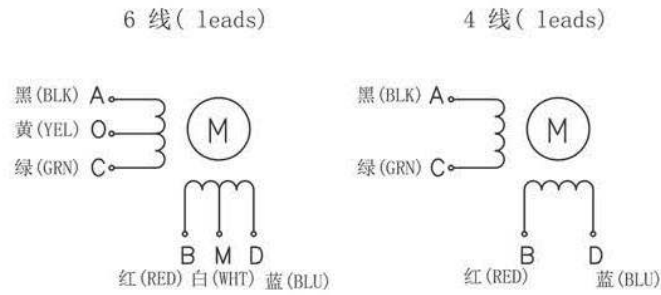 6 线( leads)
4 线( leads)
黑(BLK) A
黄(YEL) O
绿(GRN) C
M
B M D
红(RED) 白(WHT) 蓝(BLU)
黑(BLK) A
绿(GRN) C
M
B D
红(RED) 蓝(BLU)